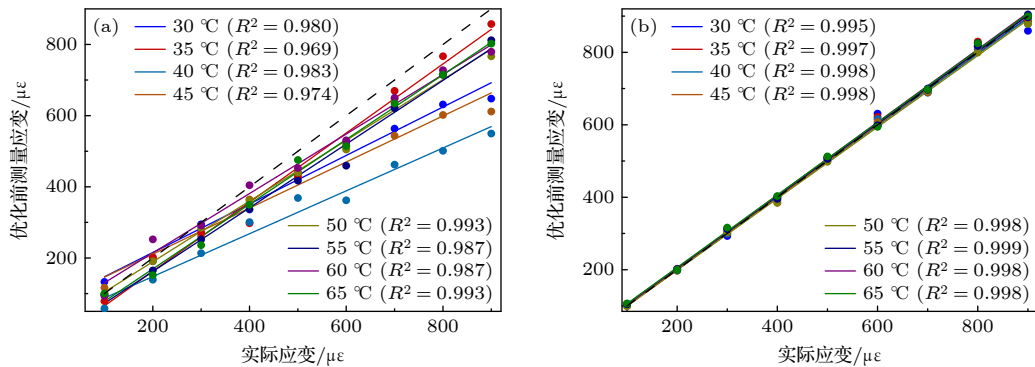 (a)
30 ℃ (R² = 0.980)
35 ℃ (R² = 0.969)
40 ℃ (R² = 0.983)
45 ℃ (R² = 0.974)
50 ℃ (R² = 0.993)
55 ℃ (R² = 0.987)
60 ℃ (R² = 0.987)
65 ℃ (R² = 0.993)
800
600
400
200
优化前测量应变/με
200 400 600 800
实际应变/με
(b)
30 ℃ (R² = 0.995)
35 ℃ (R² = 0.997)
40 ℃ (R² = 0.998)
45 ℃ (R² = 0.998)
50 ℃ (R² = 0.998)
55 ℃ (R² = 0.999)
60 ℃ (R² = 0.998)
65 ℃ (R² = 0.998)
800
600
400
200
优化前测量应变/με
200 400 600 800
实际应变/με